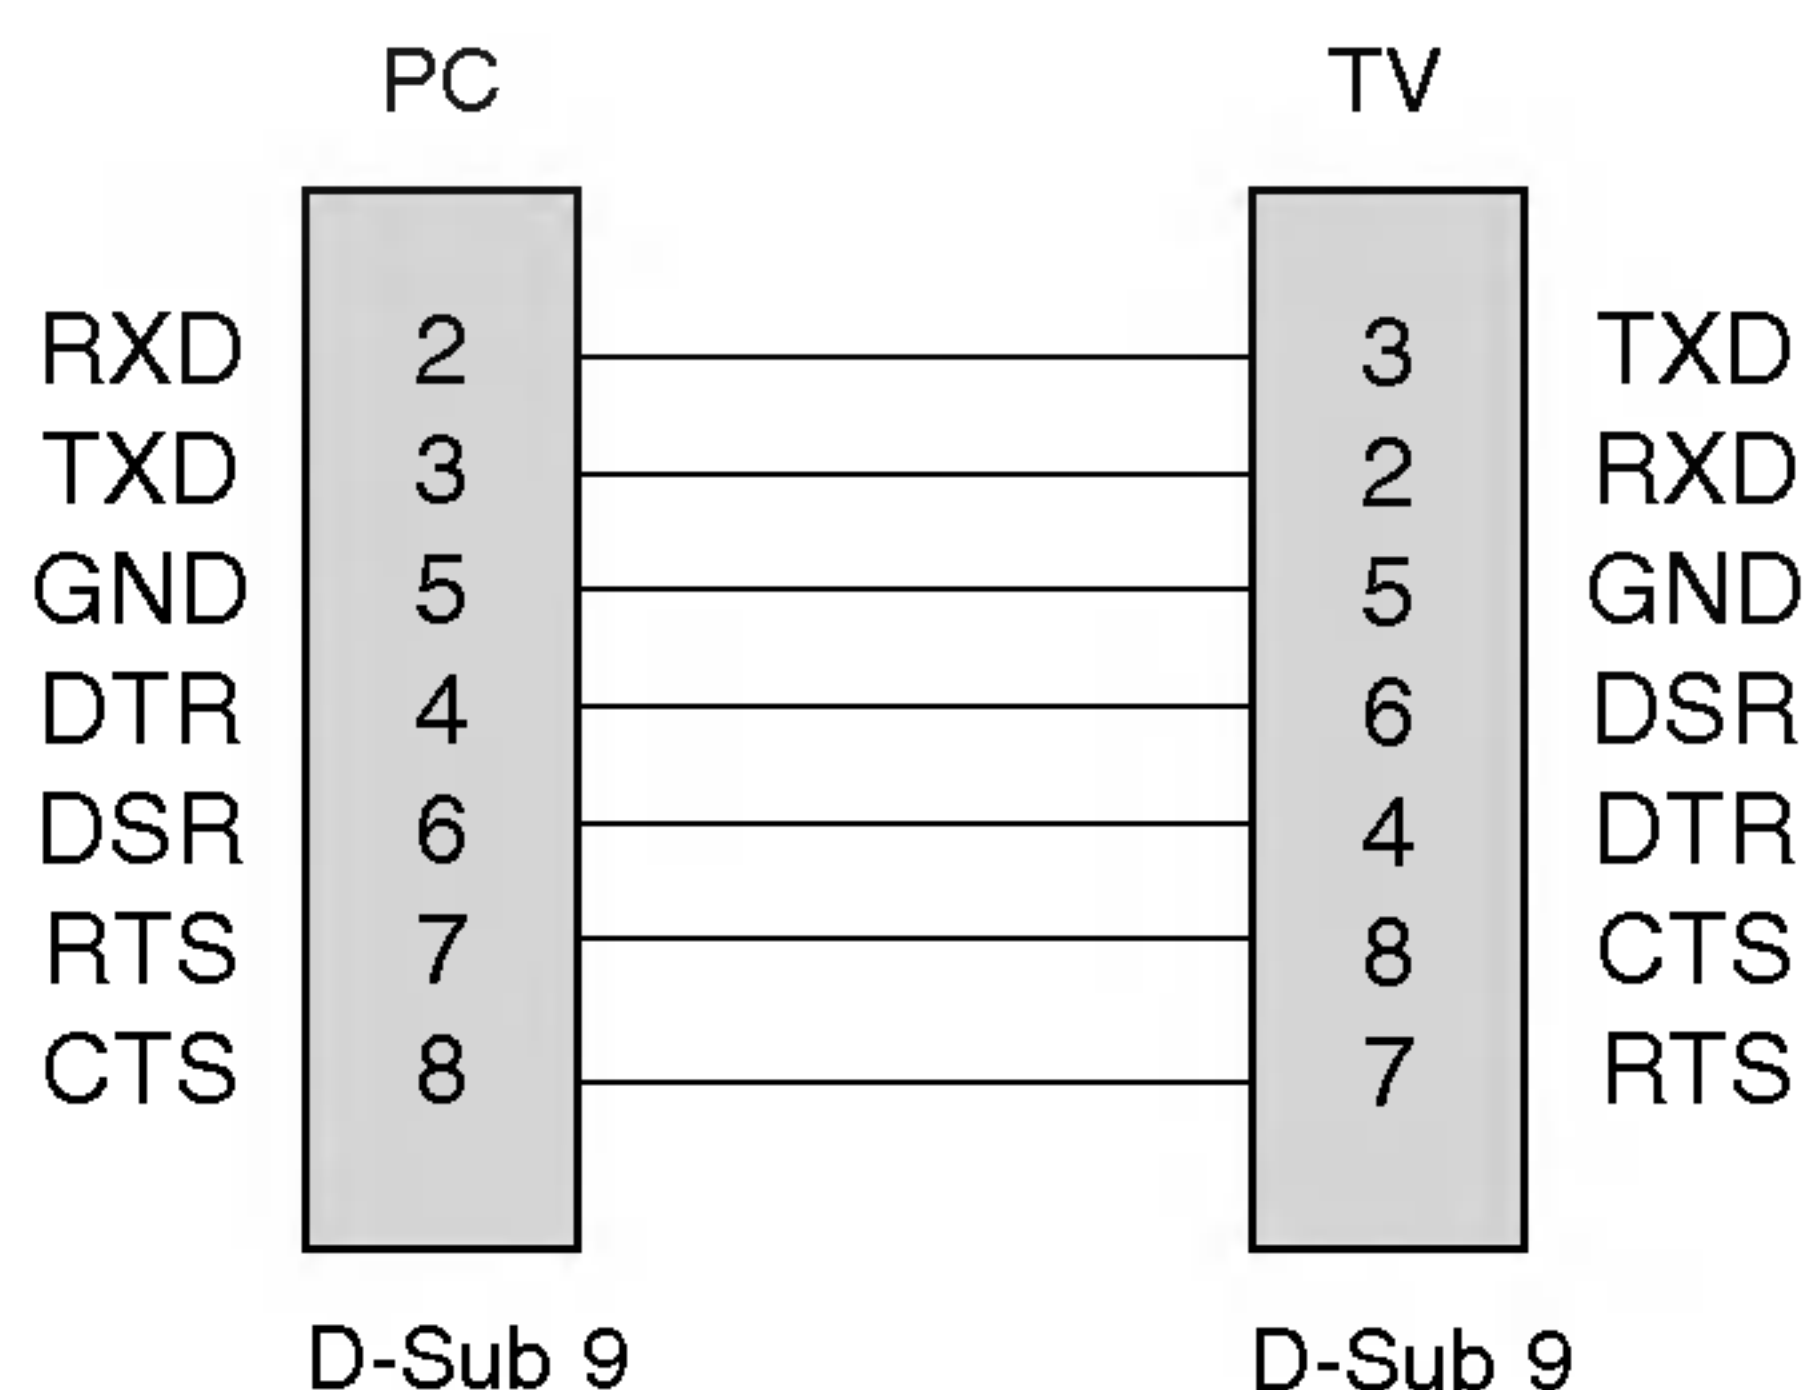 PC TV
RXD 2 3 TXD
TXD 3 2 RXD
GND 5 5 GND
DTR 4 6 DSR
DSR 6 4 DTR
RTS 7 8 CTS
CTS 8 7 RTS
D-Sub 9 D-Sub 9